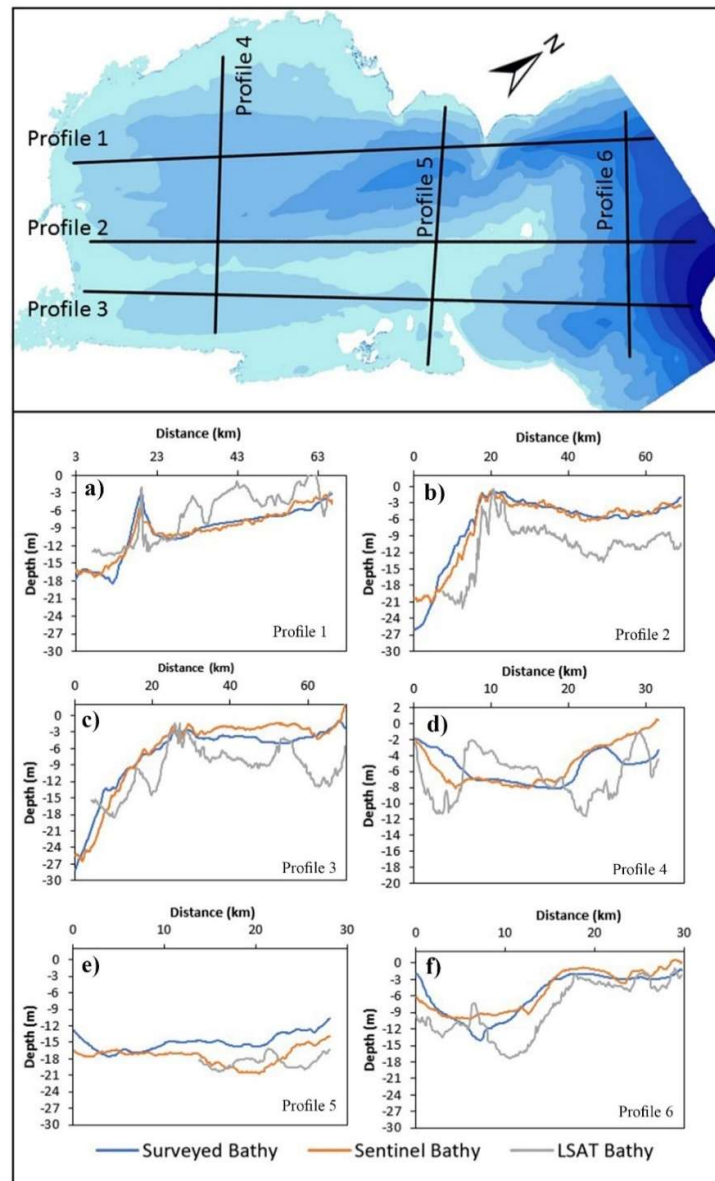 N
Profile 4
Profile 1
Profile 5
Profile 6
Profile 2
Profile 3
Distance (km)
3 23 43 63
a)
0
-3
-6
-9
-12
-15
-18
-21
-24
-27
-30
Depth (m)
Profile 1
Distance (km)
0 20 40 60
b)
0
-3
-6
-9
-12
-15
-18
-21
-24
-27
-30
Depth (m)
Profile 2
Distance (km)
0 20 40 60
c)
0
-3
-6
-9
-12
-15
-18
-21
-24
-27
-30
Depth (m)
Profile 3
Distance (km)
0 10 20 30
d)
2
0
-2
-4
-6
-8
-10
-12
-14
-16
-18
-20
Depth (m)
Profile 4
Distance (km)
0 10 20 30
e)
0
-3
-6
-9
-12
-15
-18
-21
-24
-27
-30
Depth (m)
Profile 5
Distance (km)
0 10 20 30
f)
0
-3
-6
-9
-12
-15
-18
-21
-24
-27
-30
Depth (m)
Profile 6
Surveyed Bathy Sentinel Bathy LSAT Bathy